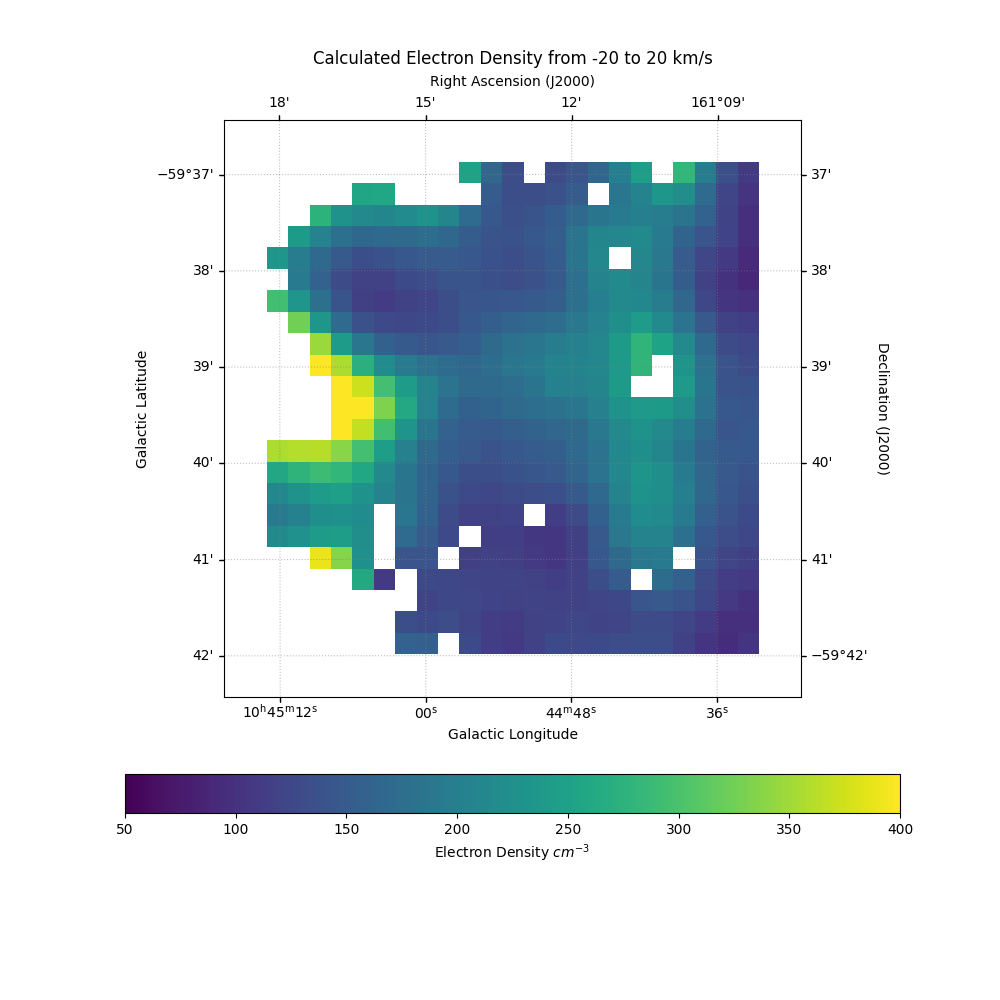 Calculated Electron Density from -20 to 20 km/s
Right Ascension (J2000)
18' 15' 12' 161°09'
−59°37' 37'
38' 38'
39' 39'
Galactic Latitude
Declination (J2000)
40' 40'
41' 41'
42' −59°42'
10ʰ45ᵐ12ˢ 00ˢ 44ᵐ48ˢ 36ˢ
Galactic Longitude
50 100 150 200 250 300 350 400
Electron Density cm⁻³